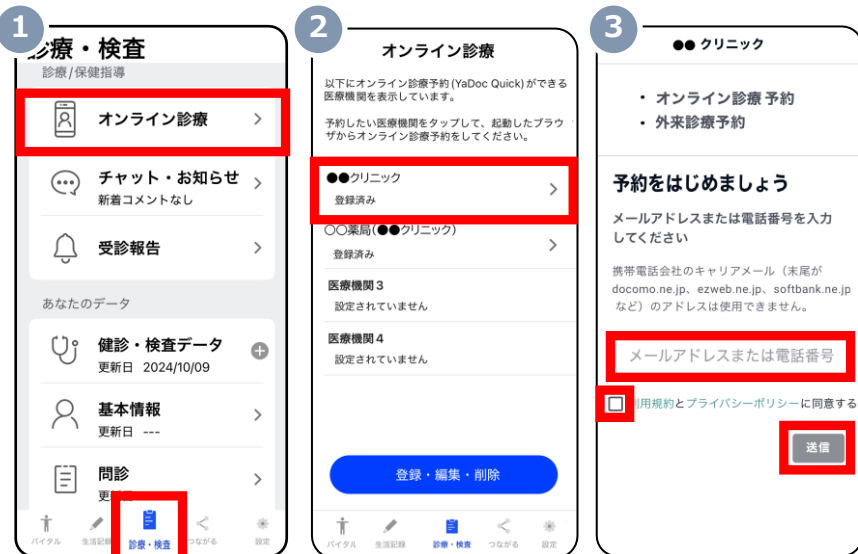 1
診療・検査
診療/保健指導
オンライン診療
チャット・お知らせ
新着コメントなし
受診報告
あなたのデータ
健診・検査データ
更新日 2024/10/09
基本情報
更新日 ---
問診
バイタル
生活記録
診療・検査
つながる
設定
2
オンライン診療
以下にオンライン診療予約(YaDoc Quick)ができる
医療機関を表示しています。
予約したい医療機関をタップして、起動したブラウ
ザからオンライン診療予約をしてください。
●●クリニック
登録済み
〇〇薬局(●●クリニック)
登録済み
医療機関３
設定されていません
医療機関４
設定されていません
登録・編集・削除
バイタル
生活記録
診療・検査
つながる
設定
3
●● クリニック
・ オンライン診療 予約
・ 外来診療予約
予約をはじめましょう
メールアドレスまたは電話番号を入力
してください
携帯電話会社のキャリアメール（末尾が
docomo.ne.jp、ezweb.ne.jp、softbank.ne.jp
など）のアドレスは使用できません。
メールアドレスまたは電話番号
利用規約とプライバシーポリシーに同意する
送信